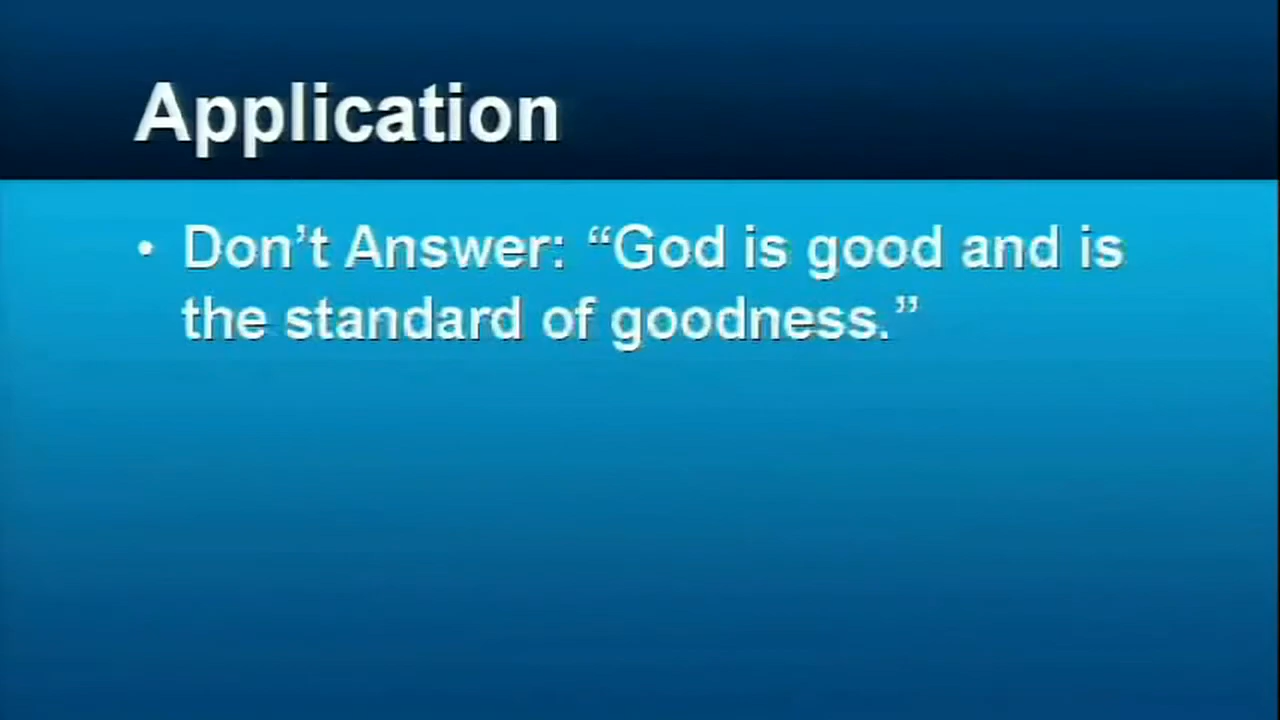 Application
• Don’t Answer: “God is good and is
the standard of goodness.”